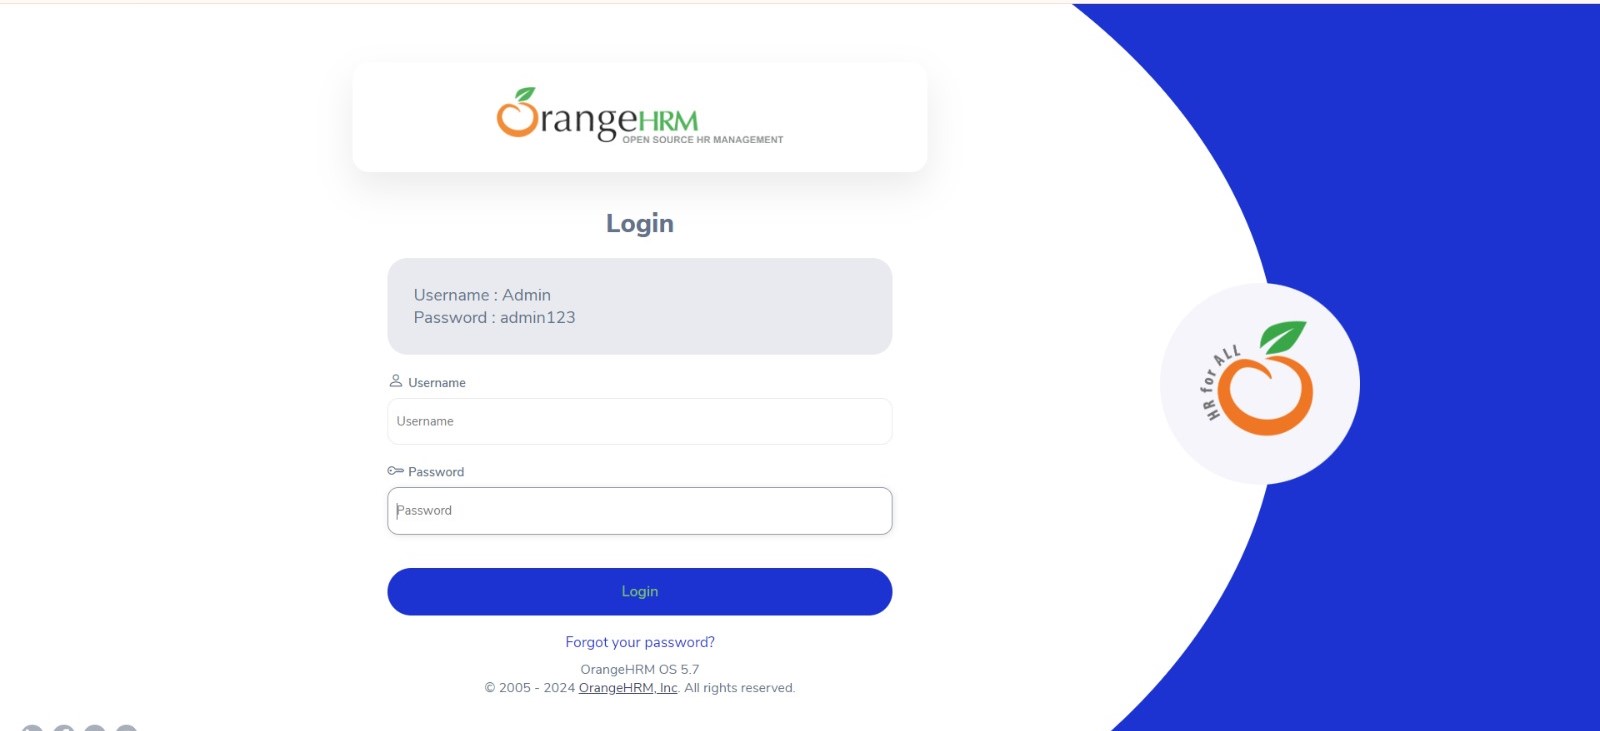 OrangeHRM
OPEN SOURCE HR MANAGEMENT
Login
Username : Admin
Password : admin123
Username
Username
Password
Password
Login
Forgot your password?
OrangeHRM OS 5.7
© 2005 - 2024 OrangeHRM, Inc. All rights reserved.
HR for ALL